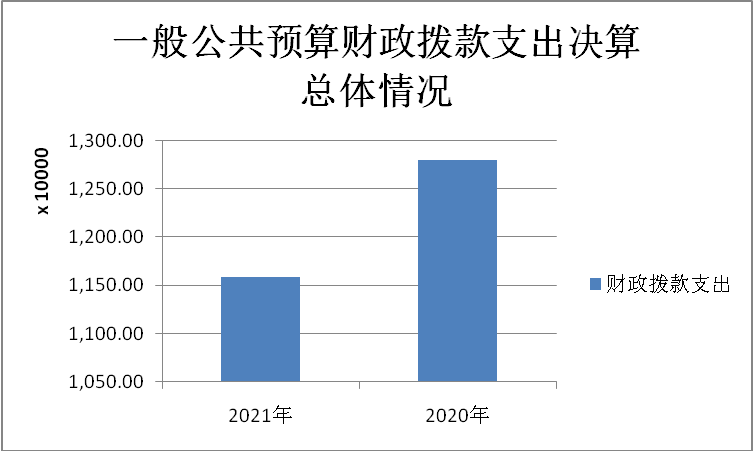 一般公共预算财政拨款支出决算
总体情况
x 10000
1,300.00
1,250.00
1,200.00
1,150.00
1,100.00
1,050.00
2021年
2020年
财政拨款支出